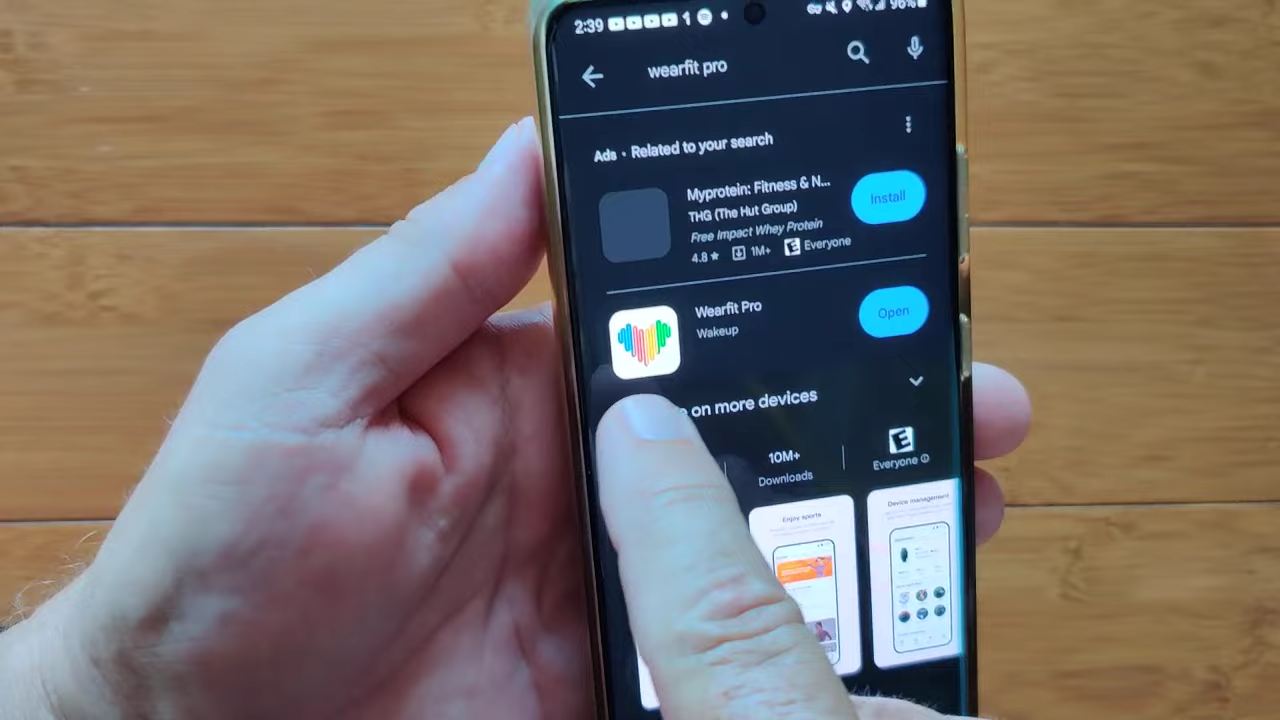 2:39
96%
wearfit pro
Ads • Related to your search
Myprotein: Fitness & N...
THG (The Hut Group)
Free Impact Whey Protein
4.8★ 1M+ E Everyone
Install
Wearfit Pro
Wakeup
Open
on more devices
10M+
Downloads
E
Everyone
Enjoy sports
Device management